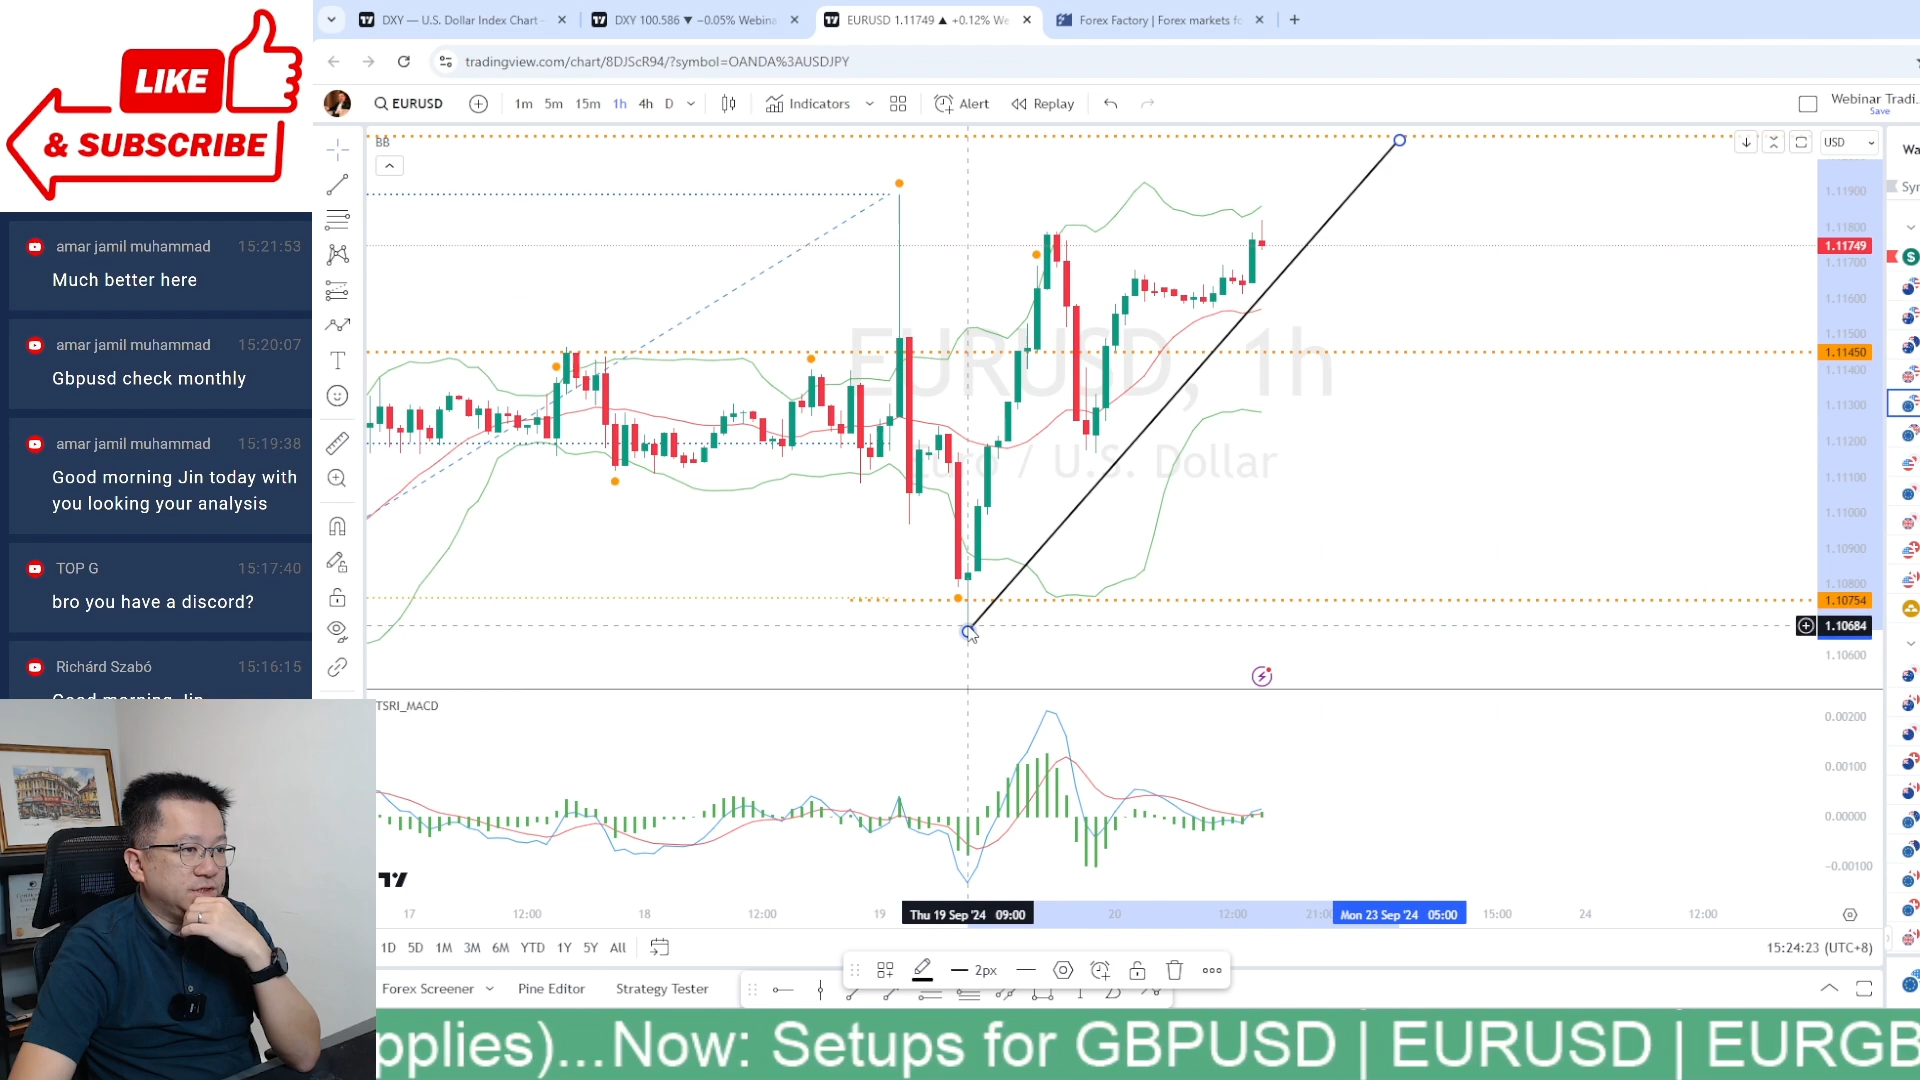 LIKE
& SUBSCRIBE
amar jamil muhammad 15:21:53
Much better here
amar jamil muhammad 15:20:07
Gbpusd check monthly
amar jamil muhammad 15:19:38
Good morning Jin today with
you looking your analysis
TOP G 15:17:40
bro you have a discord?
Richárd Szabó 15:16:15
Good morning Jin
DXY — U.S. Dollar Index Chart
DXY 100.586 ▼ −0.05% Webina
EURUSD 1.11749 ▲ +0.12% We
Forex Factory | Forex markets fo
tradingview.com/chart/8DJScR94/?symbol=OANDA%3AUSDJPY
EURUSD 1m 5m 15m 1h 4h D Indicators Alert Replay
Webinar Tradi...
Save
BB
USD
Wa
Syr
1.11900
1.11800
1.11749
1.11700
1.11600
1.11500
1.11450
1.11400
1.11300
1.11200
1.11100
1.11000
1.10900
1.10800
1.10754
1.10684
1.10600
EURUSD, 1h
Euro / U.S. Dollar
TSRI_MACD
0.00200
0.00100
0.00000
−0.00100
17 12:00 18 12:00 19 Thu 19 Sep '24 09:00 20 12:00 21:00 Mon 23 Sep '24 05:00 15:00 24 12:00
1D 5D 1M 3M 6M YTD 1Y 5Y All
15:24:23 (UTC+8)
2px
Forex Screener Pine Editor Strategy Tester
pplies)...Now: Setups for GBPUSD | EURUSD | EURGB